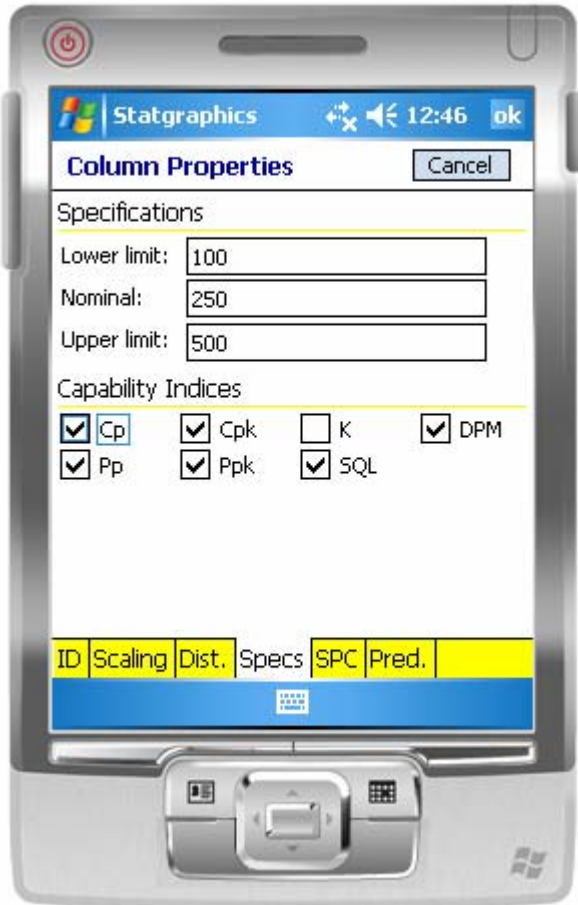 Statgraphics 12:46 ok
Column Properties Cancel
Specifications
Lower limit: 100
Nominal: 250
Upper limit: 500
Capability Indices
Cp Cpk K DPM
Pp Ppk SQL
ID Scaling Dist. Specs SPC Pred.